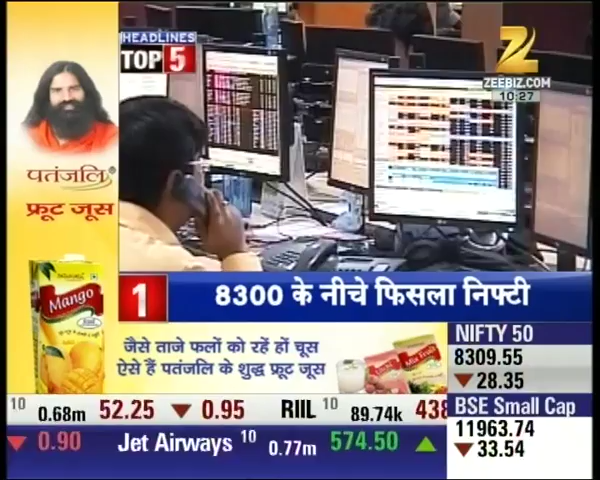 HEADLINES
TOP 5
ZEEBIZ.COM
10:27
पतंजलि®
फ्रूट जूस
Mango
1
8300 के नीचे फिसला निफ्टी
जैसे ताजे फलों को रहें हों चूस
ऐसे हैं पतंजलि के शुद्ध फ्रूट जूस
Mix Fruit
NIFTY 50
8309.55
28.35
BSE Small Cap
11963.74
33.54
10 0.68m 52.25 0.95 RIIL 10 89.74k 438
0.90 Jet Airways 10 0.77m 574.50